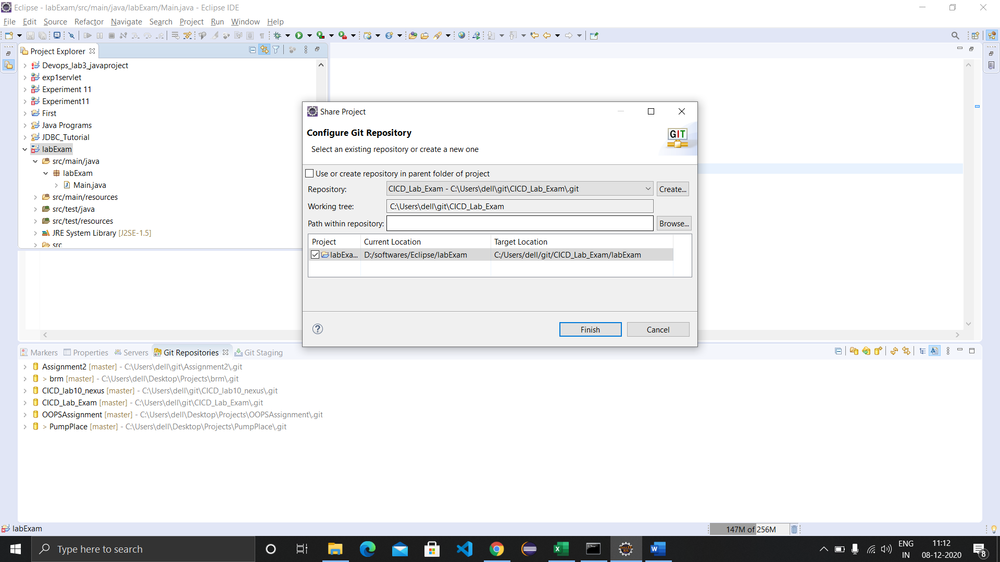 Eclipse - labExam/src/main/java/labExam/Main.java - Eclipse IDE
File Edit Source Refactor Navigate Search Project Run Window Help
Project Explorer
Devops_lab3_javaproject
exp1servlet
Experiment 11
Experiment11
First
Java Programs
JDBC_Tutorial
labExam
src/main/java
labExam
Main.java
src/main/resources
src/test/java
src/test/resources
JRE System Library [J2SE-1.5]
src
Share Project
Configure Git Repository
Select an existing repository or create a new one
GIT
Use or create repository in parent folder of project
Repository: CICD_Lab_Exam - C:\Users\dell\git\CICD_Lab_Exam\.git Create...
Working tree: C:\Users\dell\git\CICD_Lab_Exam
Path within repository: Browse...
Project Current Location Target Location
labExa... D:/softwares/Eclipse/labExam C:/Users/dell/git/CICD_Lab_Exam/labExam
Finish Cancel
Markers Properties Servers Git Repositories Git Staging
Assignment2 [master] - C:\Users\dell\git\Assignment2\.git
> brm [master] - C:\Users\dell\Desktop\Projects\brm\.git
CICD_lab10_nexus [master] - C:\Users\dell\git\CICD_lab10_nexus\.git
CICD_Lab_Exam [master] - C:\Users\dell\git\CICD_Lab_Exam\.git
OOPSAssignment [master] - C:\Users\dell\Desktop\Projects\OOPSAssignment\.git
> PumpPlace [master] - C:\Users\dell\Desktop\Projects\PumpPlace\.git
labExam
147M of 256M
Type here to search
ENG
IN
11:12
08-12-2020
8